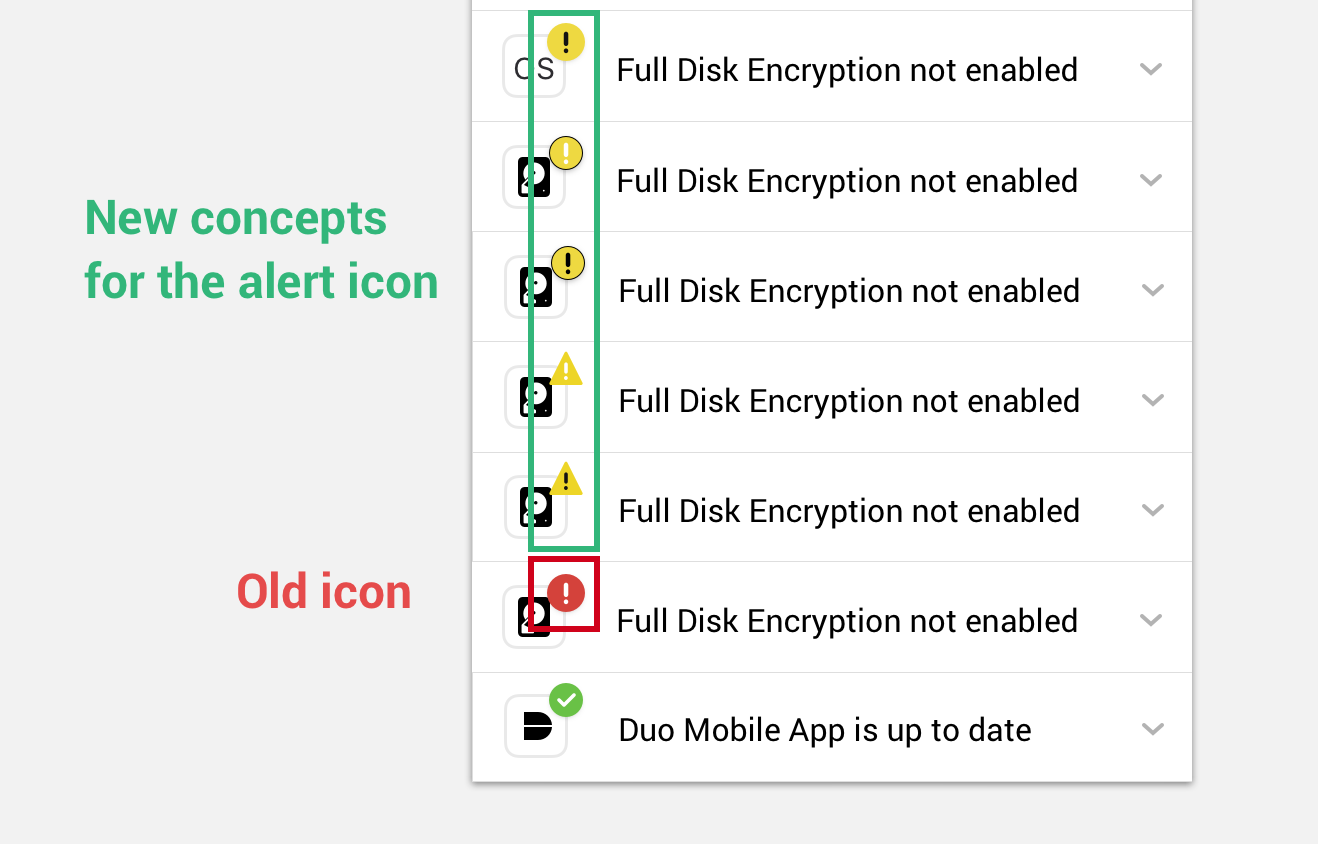 OS
Full Disk Encryption not enabled
Full Disk Encryption not enabled
New concepts
for the alert icon
Full Disk Encryption not enabled
Full Disk Encryption not enabled
Full Disk Encryption not enabled
Old icon
Full Disk Encryption not enabled
Duo Mobile App is up to date